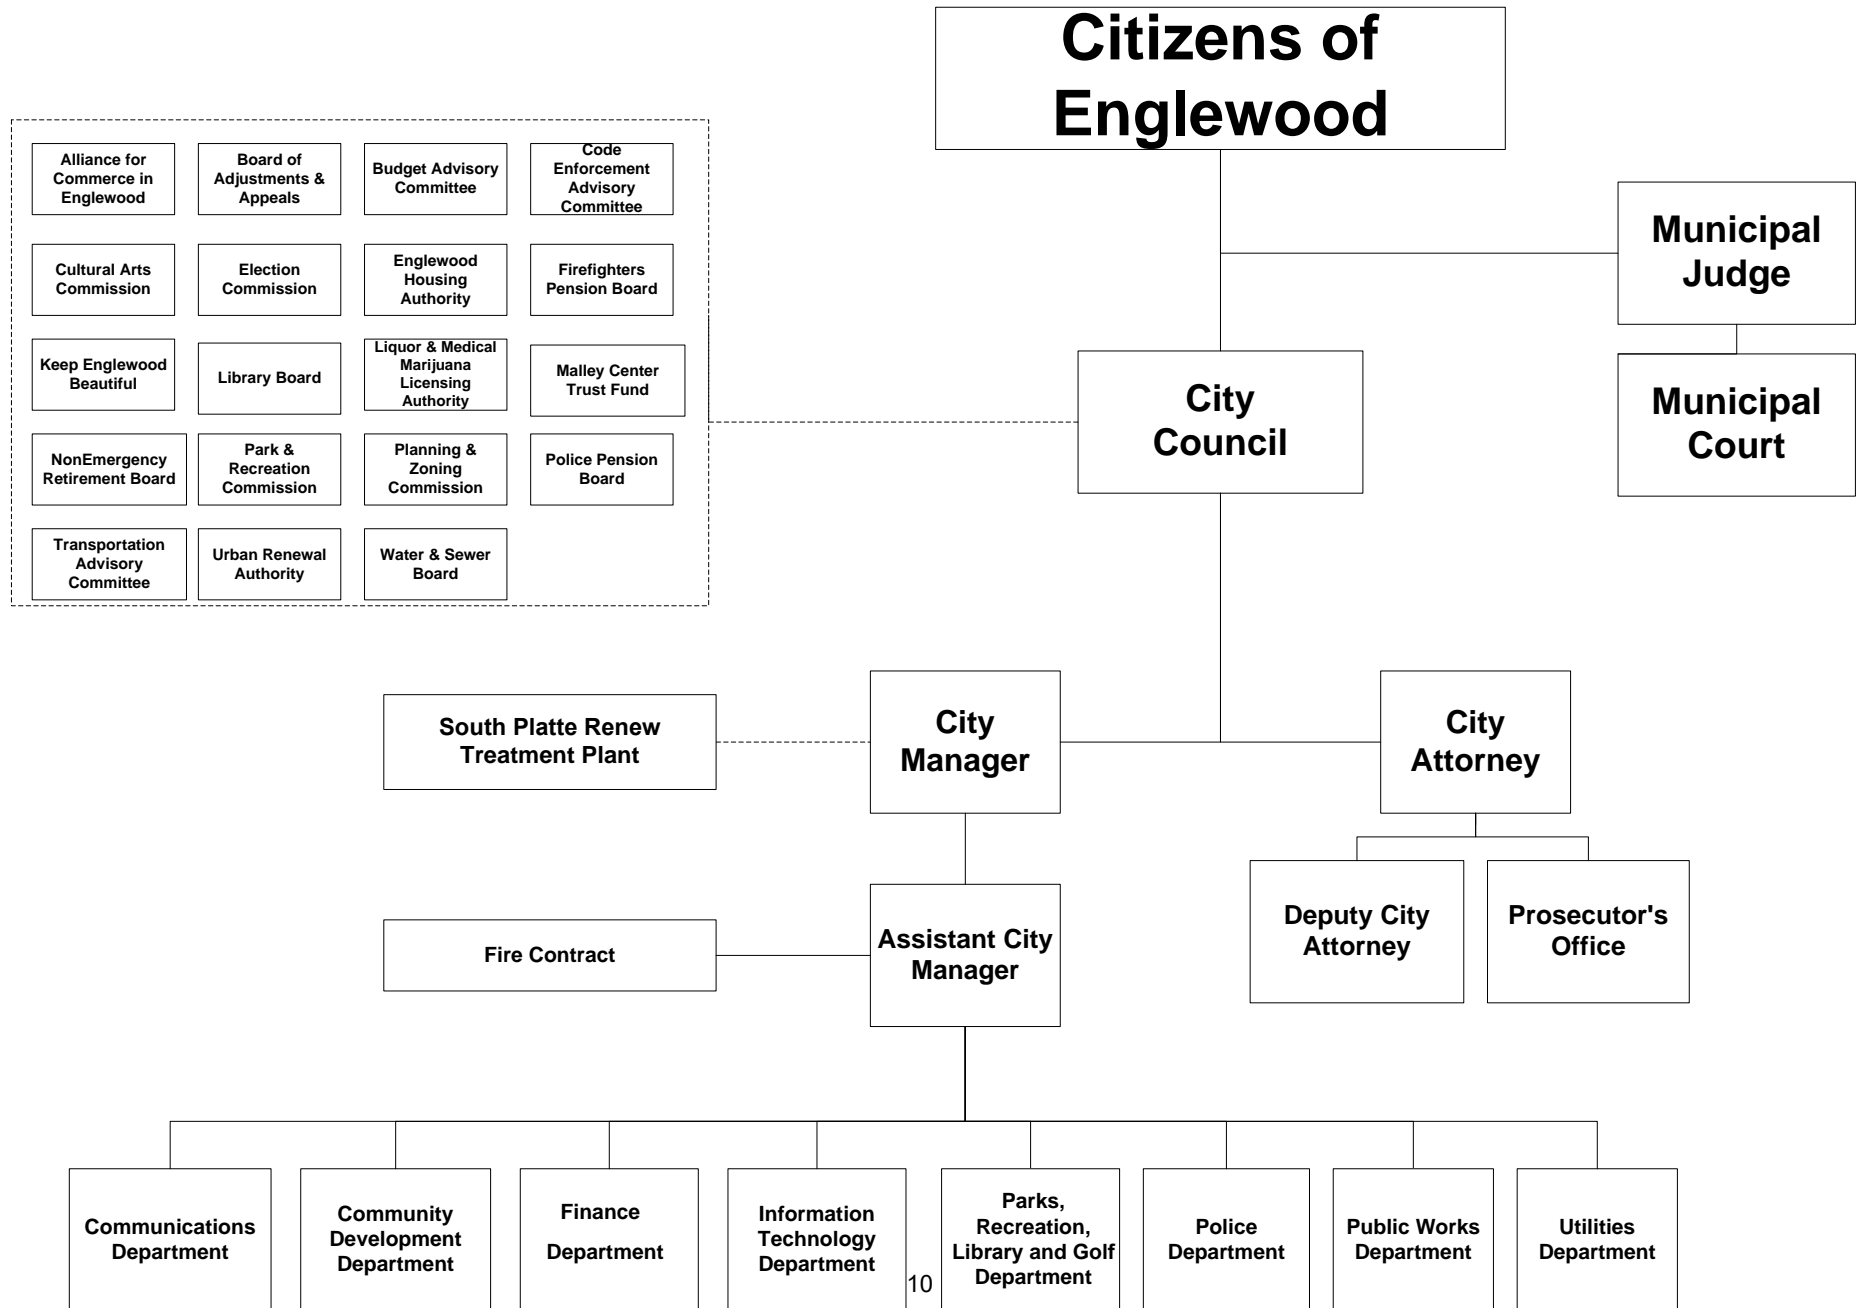 Citizens of
Englewood
Alliance for
Commerce in
Englewood
Board of
Adjustments &
Appeals
Budget Advisory
Committee
Code
Enforcement
Advisory
Committee
Cultural Arts
Commission
Election
Commission
Englewood
Housing
Authority
Firefighters
Pension Board
Keep Englewood
Beautiful
Library Board
Liquor & Medical
Marijuana
Licensing
Authority
Malley Center
Trust Fund
NonEmergency
Retirement Board
Park &
Recreation
Commission
Planning &
Zoning
Commission
Police Pension
Board
Transportation
Advisory
Committee
Urban Renewal
Authority
Water & Sewer
Board
Municipal
Judge
Municipal
Court
City
Council
South Platte Renew
Treatment Plant
City
Manager
City
Attorney
Fire Contract
Assistant City
Manager
Deputy City
Attorney
Prosecutor's
Office
Communications
Department
Community
Development
Department
Finance
Department
Information
Technology
Department
Parks,
Recreation,
Library and Golf
Department
Police
Department
Public Works
Department
Utilities
Department
10